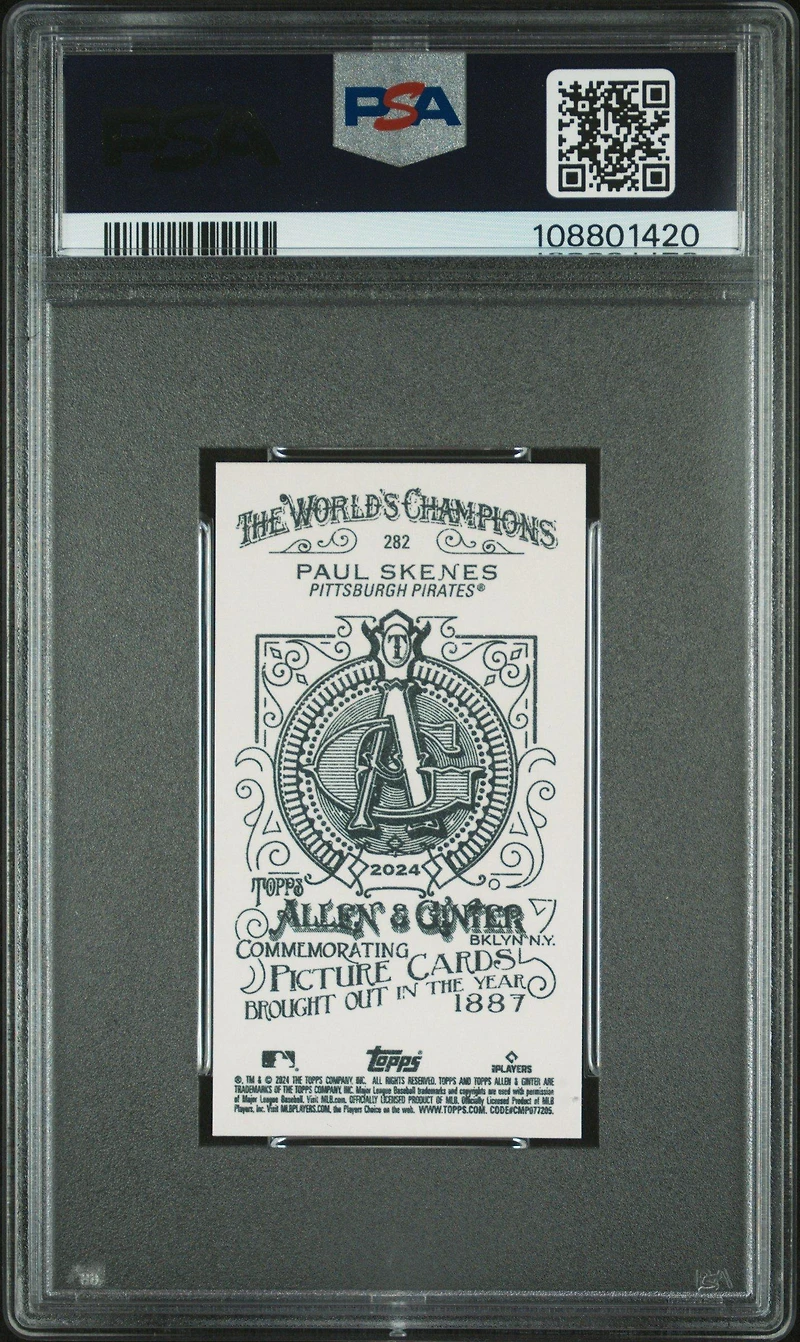 PSA
PSA
108801420
THE WORLD'S CHAMPIONS
282
PAUL SKENES
PITTSBURGH PIRATES®
T
A&G
2024
TOPPS
ALLEN & GINTER
BKLYN N.Y.
COMMEMORATING
PICTURE CARDS
BROUGHT OUT IN THE YEAR
1887
topps
PLAYERS
®, TM & © 2024 THE TOPPS COMPANY, INC. ALL RIGHTS RESERVED. TOPPS AND TOPPS ALLEN & GINTER ARE
TRADEMARKS OF THE TOPPS COMPANY, INC. Major League Baseball trademarks and copyrights are used with permission
of Major League Baseball. Visit MLB.com. OFFICIALLY LICENSED PRODUCT OF MLB. Officially Licensed Product of MLB
Players, Inc. Visit MLBPLAYERS.COM, the Players Choice on the web. WWW.TOPPS.COM. CODE#CMP077205.
PSA